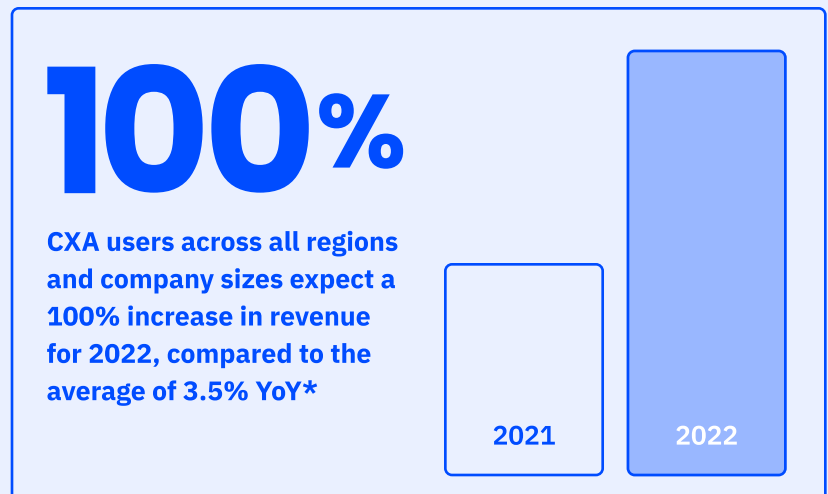 100%
CXA users across all regions
and company sizes expect a
100% increase in revenue
for 2022, compared to the
average of 3.5% YoY*
2021
2022